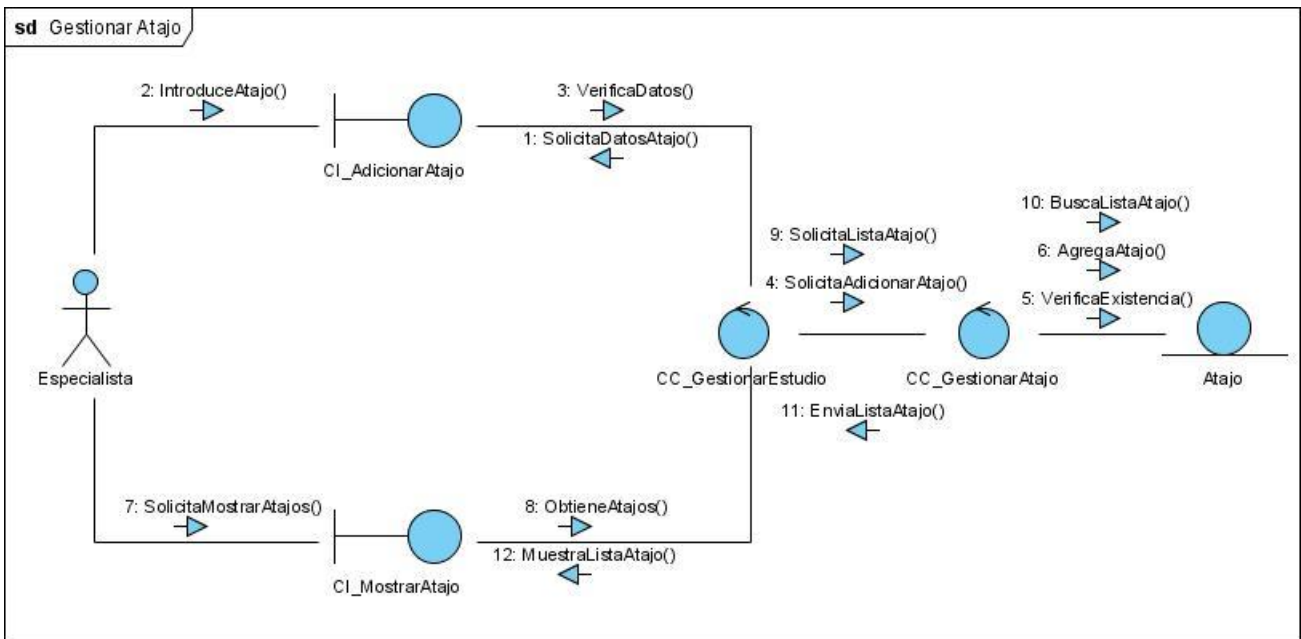 sd Gestionar Atajo
2: IntroduceAtajo()
3: VerificaDatos()
1: SolicitaDatosAtajo()
CI_AdicionarAtajo
10: BuscaListaAtajo()
9: SolicitaListaAtajo()
6: AgregaAtajo()
4: SolicitaAdicionarAtajo()
5: VerificaExistencia()
Especialista
CC_GestionarEstudio
CC_GestionarAtajo
Atajo
11: EnviaListaAtajo()
7: SolicitaMostrarAtajos()
8: ObtieneAtajos()
12: MuestraListaAtajo()
CI_MostrarAtajo